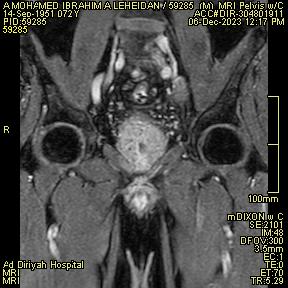 A MOHAMED IBRAHIM A LEHEIDAN / 59285 (M) MRI Pelvis w/C
14-Sep-1951 072Y ACC#DIR-304801911
PID:59285 06-Dec-2023 12:17 PM
59285
R
100mm
mDIXON w C
SE:2101
IM:48
DFOV:300
3.5mm
EC:1
Ad Diriyah Hospital TE:0
MRI ET:70
MRI TR:5.29